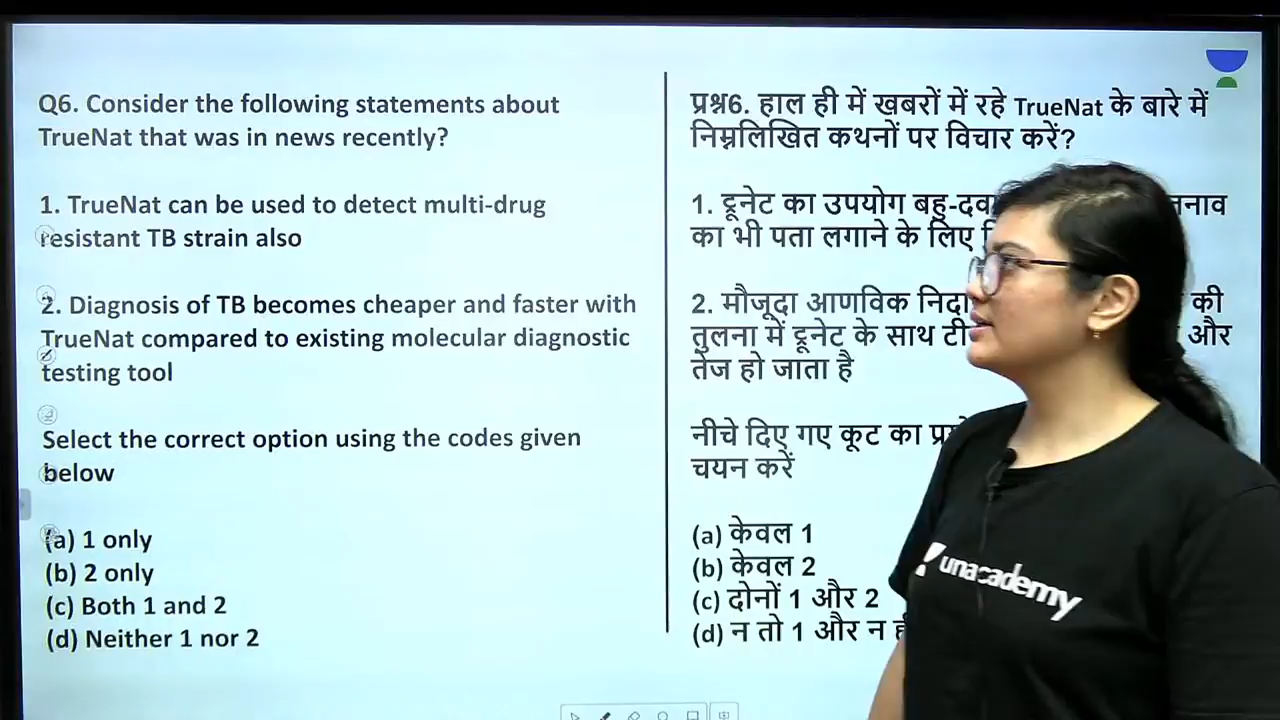 Q6. Consider the following statements about
TrueNat that was in news recently?
1. TrueNat can be used to detect multi-drug
resistant TB strain also
2. Diagnosis of TB becomes cheaper and faster with
TrueNat compared to existing molecular diagnostic
testing tool
Select the correct option using the codes given
below
(a) 1 only
(b) 2 only
(c) Both 1 and 2
(d) Neither 1 nor 2
प्रश्न6. हाल ही में खबरों में रहे TrueNat के बारे में
निम्नलिखित कथनों पर विचार करें?
1. ट्रूनेट का उपयोग
का भी पता लगाने के लिए
2. मौजूदा आणविक की
तुलना में ट्रूनेट के साथ और
तेज हो जाता है
नीचे दिए गए कूट का
चयन करें
(a) केवल 1
(b) केवल 2
(c) दोनों 1 और 2
(d) न तो 1 और न
unacademy